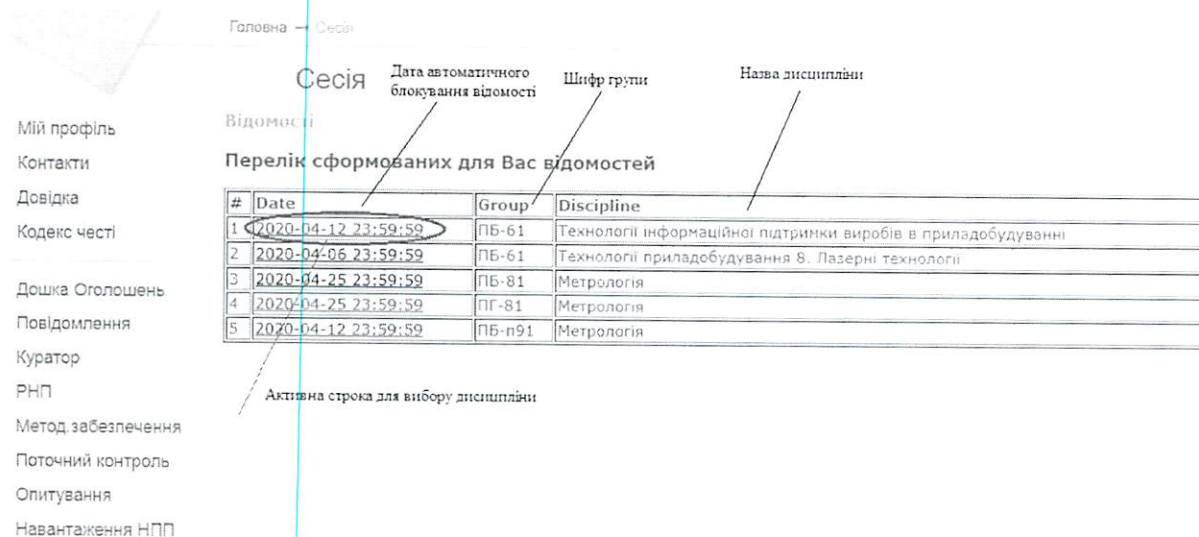 Головна → Сесія
Сесія
Дата автоматичного
блокування відомості
Шифр групи
Назва дисципліни
Відомості
Перелік сформованих для Вас відомостей
# Date Group Discipline
1 2020-04-12 23:59:59 ПБ-61 Технології інформаційної підтримки виробів в приладобудуванні
2 2020-04-06 23:59:59 ПБ-61 Технології приладобудування 8. Лазерні технології
3 2020-04-25 23:59:59 ПБ-81 Метрологія
4 2020-04-25 23:59:59 ПГ-81 Метрологія
5 2020-04-12 23:59:59 ПБ-п91 Метрологія
Активна строка для вибору дисципліни
Мій профіль
Контакти
Довідка
Кодекс честі
Дошка Оголошень
Повідомлення
Куратор
РНП
Метод.забезпечення
Поточний контроль
Опитування
Навантаження НПП